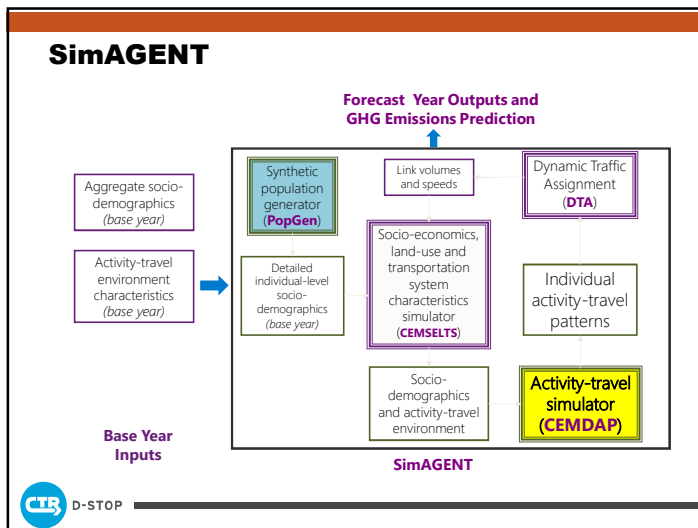 SimAGENT
Forecast Year Outputs and
GHG Emissions Prediction
Aggregate socio-
demographics
(base year)
Activity-travel
environment
characteristics
(base year)
Base Year
Inputs
Synthetic
population
generator
(PopGen)
Detailed
individual-level
socio-
demographics
(base year)
Link volumes
and speeds
Socio-economics,
land-use and
transportation
system
characteristics
simulator
(CEMSELTS)
Socio-
demographics
and activity-travel
environment
Dynamic Traffic
Assignment
(DTA)
Individual
activity-travel
patterns
Activity-travel
simulator
(CEMDAP)
SimAGENT
CTR D-STOP